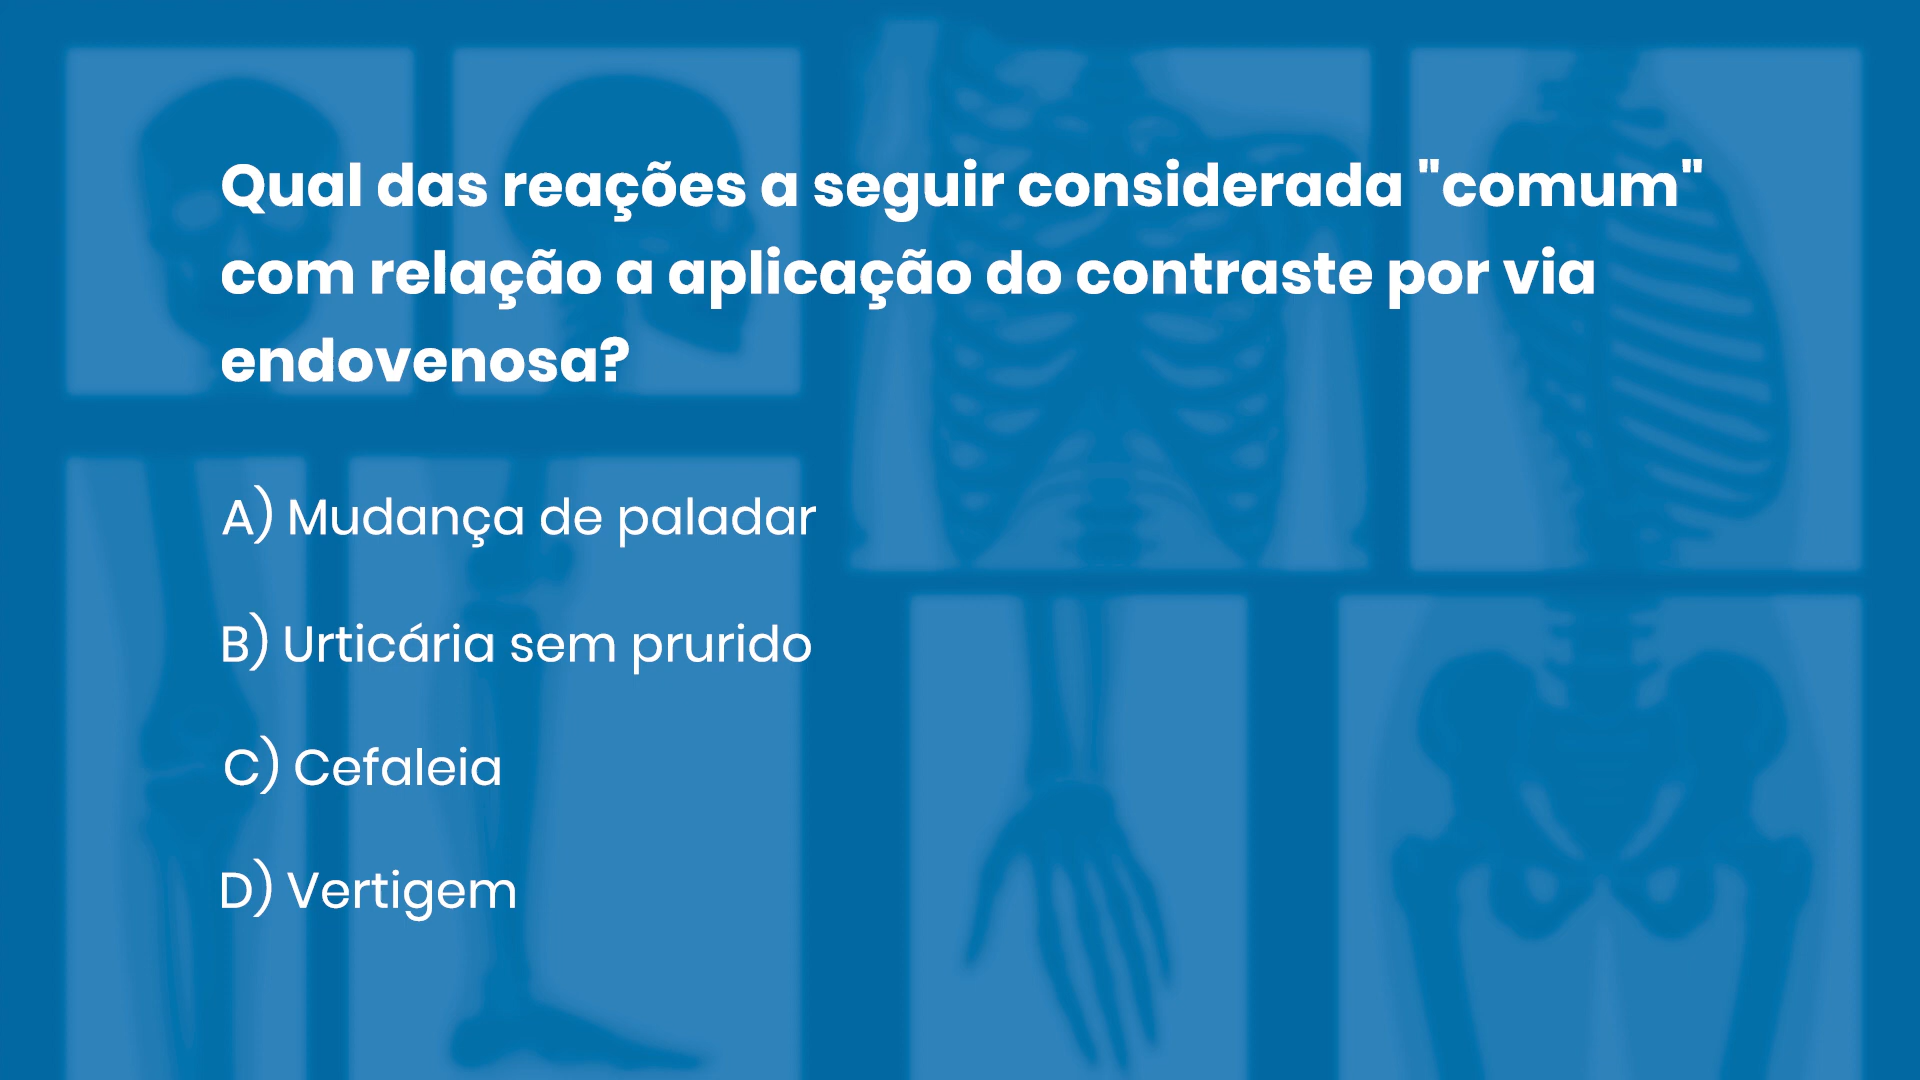 Qual das reações a seguir considerada "comum"
com relação a aplicação do contraste por via
endovenosa?
A) Mudança de paladar
B) Urticária sem prurido
C) Cefaleia
D) Vertigem